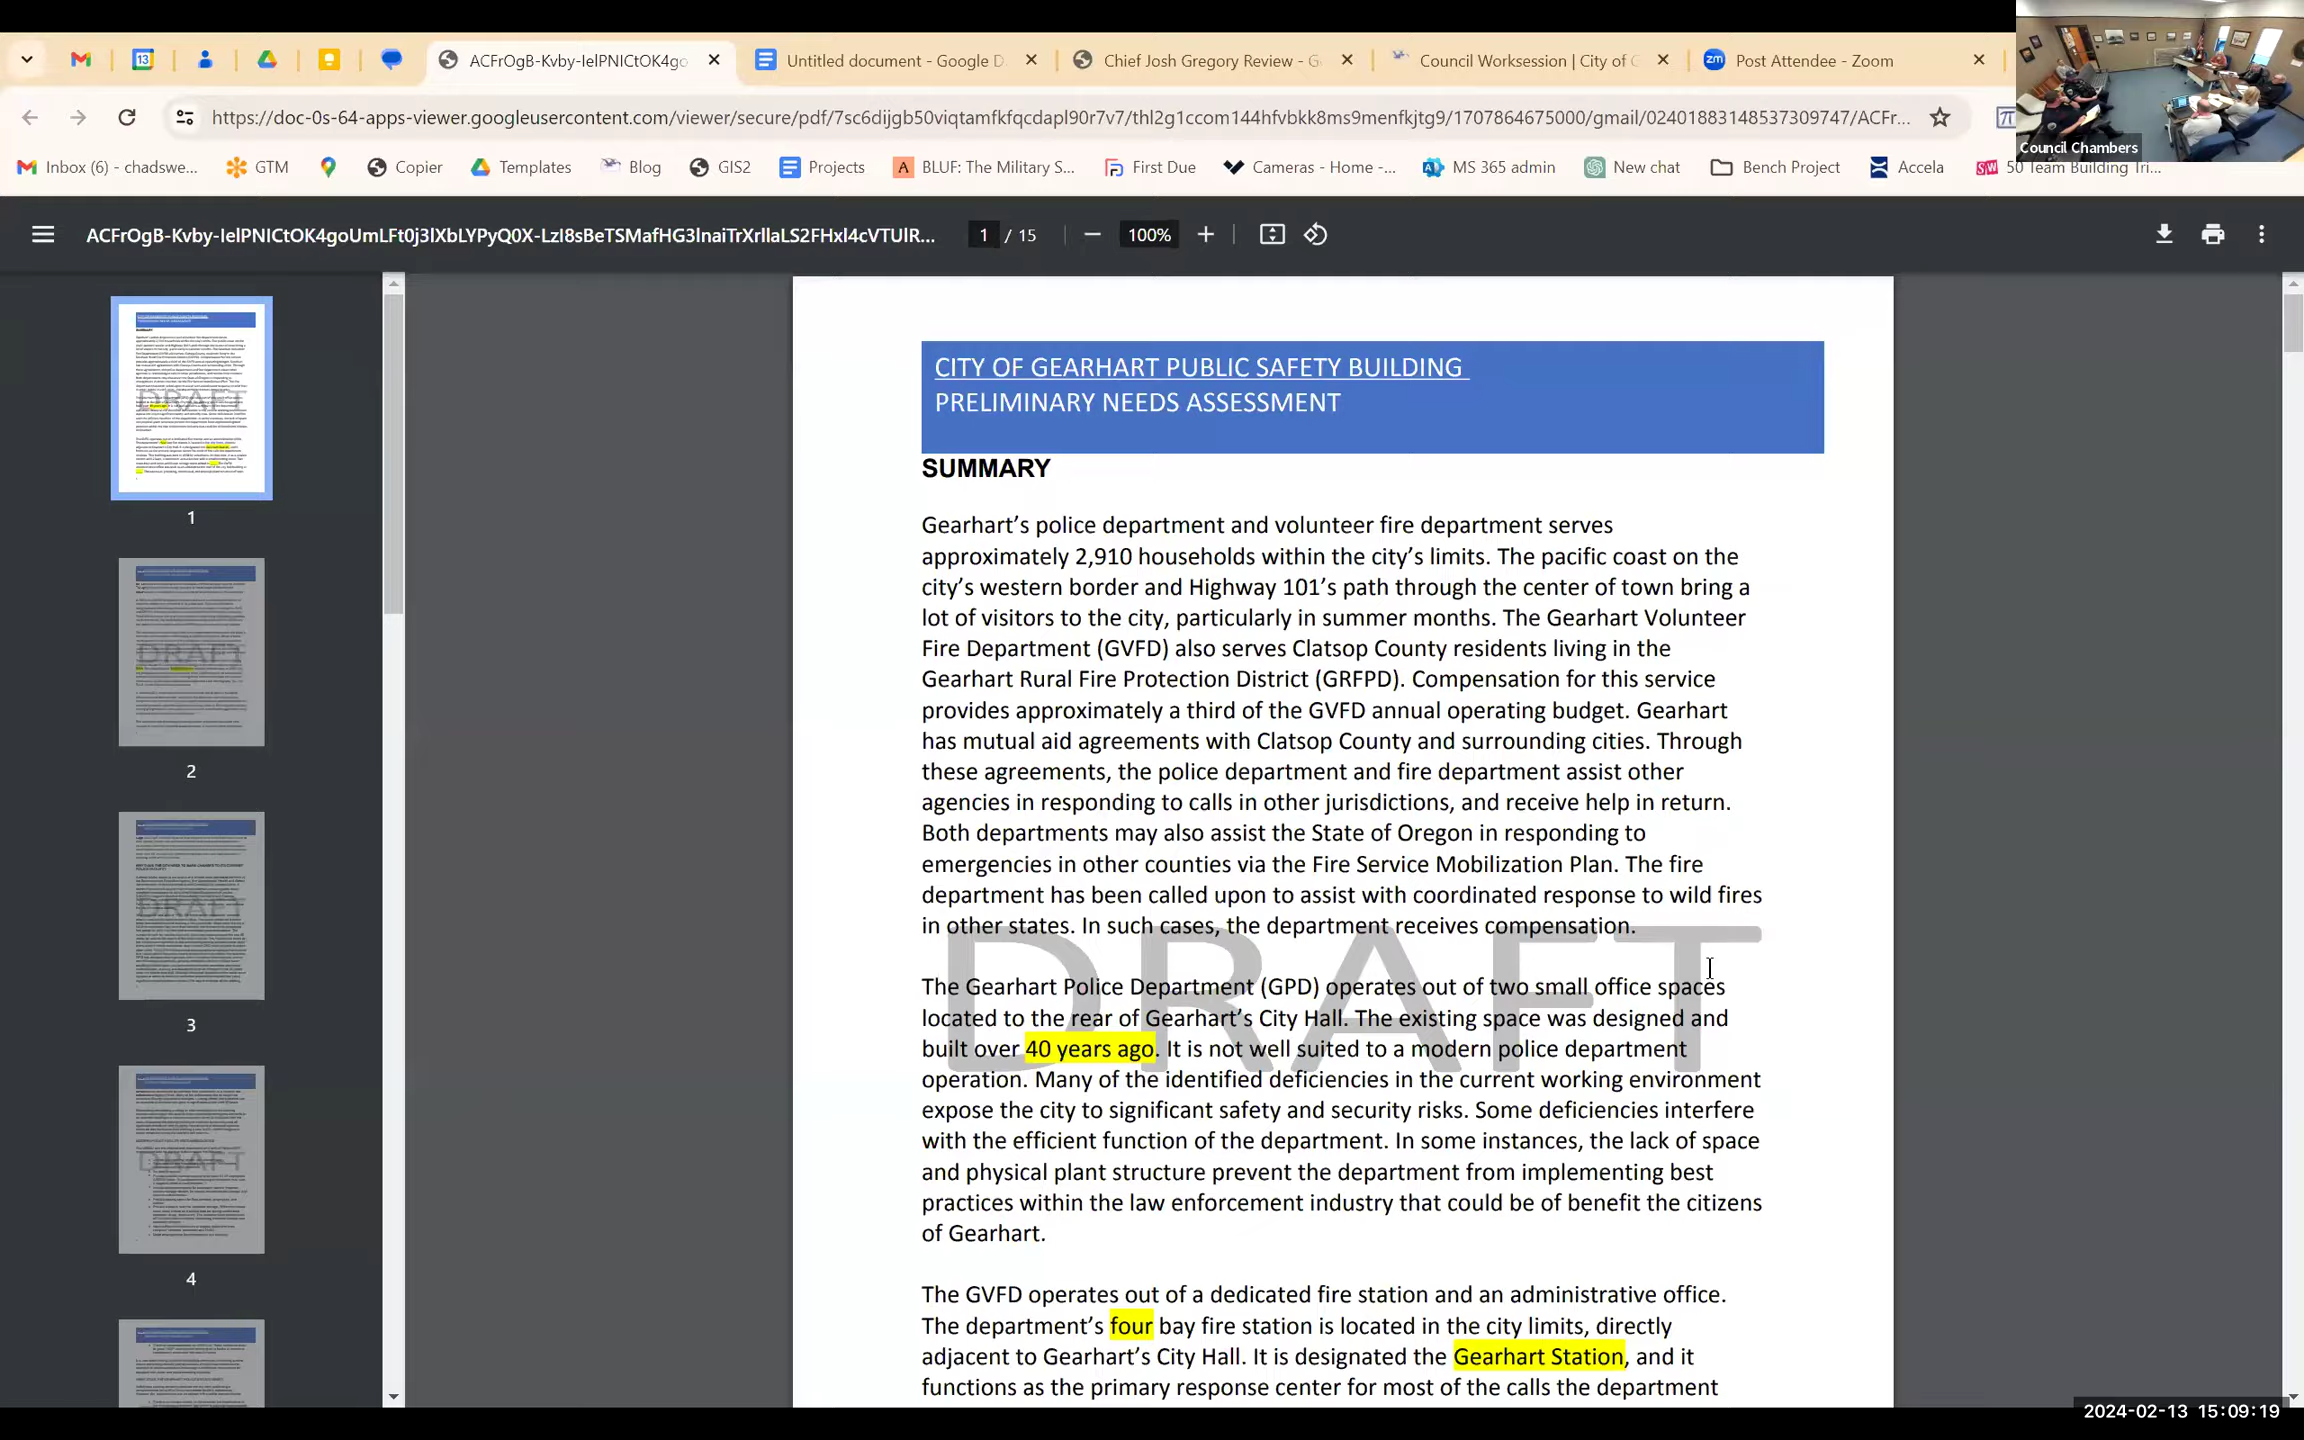 ACFrOgB-Kvby-IelPNICtOK4go
Untitled document - Google D
Chief Josh Gregory Review - G
Council Worksession | City of G
Post Attendee - Zoom
https://doc-0s-64-apps-viewer.googleusercontent.com/viewer/secure/pdf/7sc6dijgb50viqtamfkfqcdapl90r7v7/thl2g1ccom144hfvbkk8ms9menfkjtg9/1707864675000/gmail/02401883148537309747/ACFr...
Council Chambers
Inbox (6) - chadswe...
GTM
Copier
Templates
Blog
GIS2
Projects
BLUF: The Military S...
First Due
Cameras - Home -...
MS 365 admin
New chat
Bench Project
Accela
50 Team Building Tri...
1 / 15
100%
1
2
3
4
CITY OF GEARHART PUBLIC SAFETY BUILDING
PRELIMINARY NEEDS ASSESSMENT
SUMMARY
Gearhart’s police department and volunteer fire department serves
approximately 2,910 households within the city’s limits. The pacific coast on the
city’s western border and Highway 101’s path through the center of town bring a
lot of visitors to the city, particularly in summer months. The Gearhart Volunteer
Fire Department (GVFD) also serves Clatsop County residents living in the
Gearhart Rural Fire Protection District (GRFPD). Compensation for this service
provides approximately a third of the GVFD annual operating budget. Gearhart
has mutual aid agreements with Clatsop County and surrounding cities. Through
these agreements, the police department and fire department assist other
agencies in responding to calls in other jurisdictions, and receive help in return.
Both departments may also assist the State of Oregon in responding to
emergencies in other counties via the Fire Service Mobilization Plan. The fire
department has been called upon to assist with coordinated response to wild fires
in other states. In such cases, the department receives compensation.
DRAFT
The Gearhart Police Department (GPD) operates out of two small office spaces
located to the rear of Gearhart’s City Hall. The existing space was designed and
built over 40 years ago. It is not well suited to a modern police department
operation. Many of the identified deficiencies in the current working environment
expose the city to significant safety and security risks. Some deficiencies interfere
with the efficient function of the department. In some instances, the lack of space
and physical plant structure prevent the department from implementing best
practices within the law enforcement industry that could be of benefit the citizens
of Gearhart.
The GVFD operates out of a dedicated fire station and an administrative office.
The department’s four bay fire station is located in the city limits, directly
adjacent to Gearhart’s City Hall. It is designated the Gearhart Station, and it
functions as the primary response center for most of the calls the department
2024-02-13 15:09:19